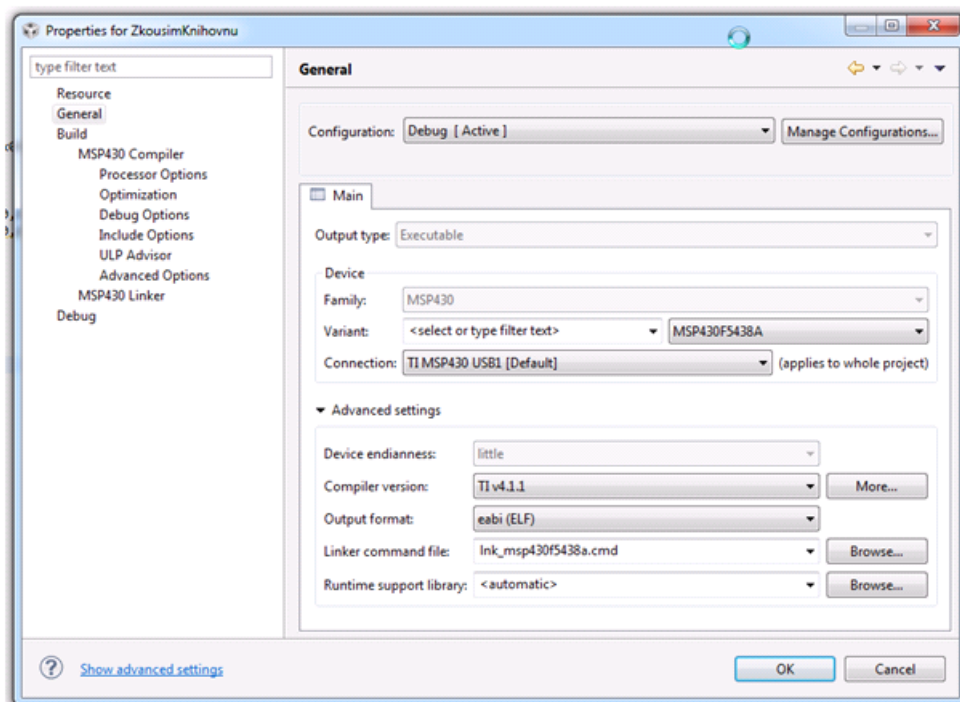 Properties for ZkousimKnihovnu
type filter text
Resource
General
Build
MSP430 Compiler
Processor Options
Optimization
Debug Options
Include Options
ULP Advisor
Advanced Options
MSP430 Linker
Debug
General
Configuration: Debug [ Active ] Manage Configurations...
Main
Output type: Executable
Device
Family: MSP430
Variant: <select or type filter text> MSP430F5438A
Connection: TI MSP430 USB1 [Default] (applies to whole project)
Advanced settings
Device endianness: little
Compiler version: TI v4.1.1 More...
Output format: eabi (ELF)
Linker command file: lnk_msp430f5438a.cmd Browse...
Runtime support library: <automatic> Browse...
? Show advanced settings
OK Cancel